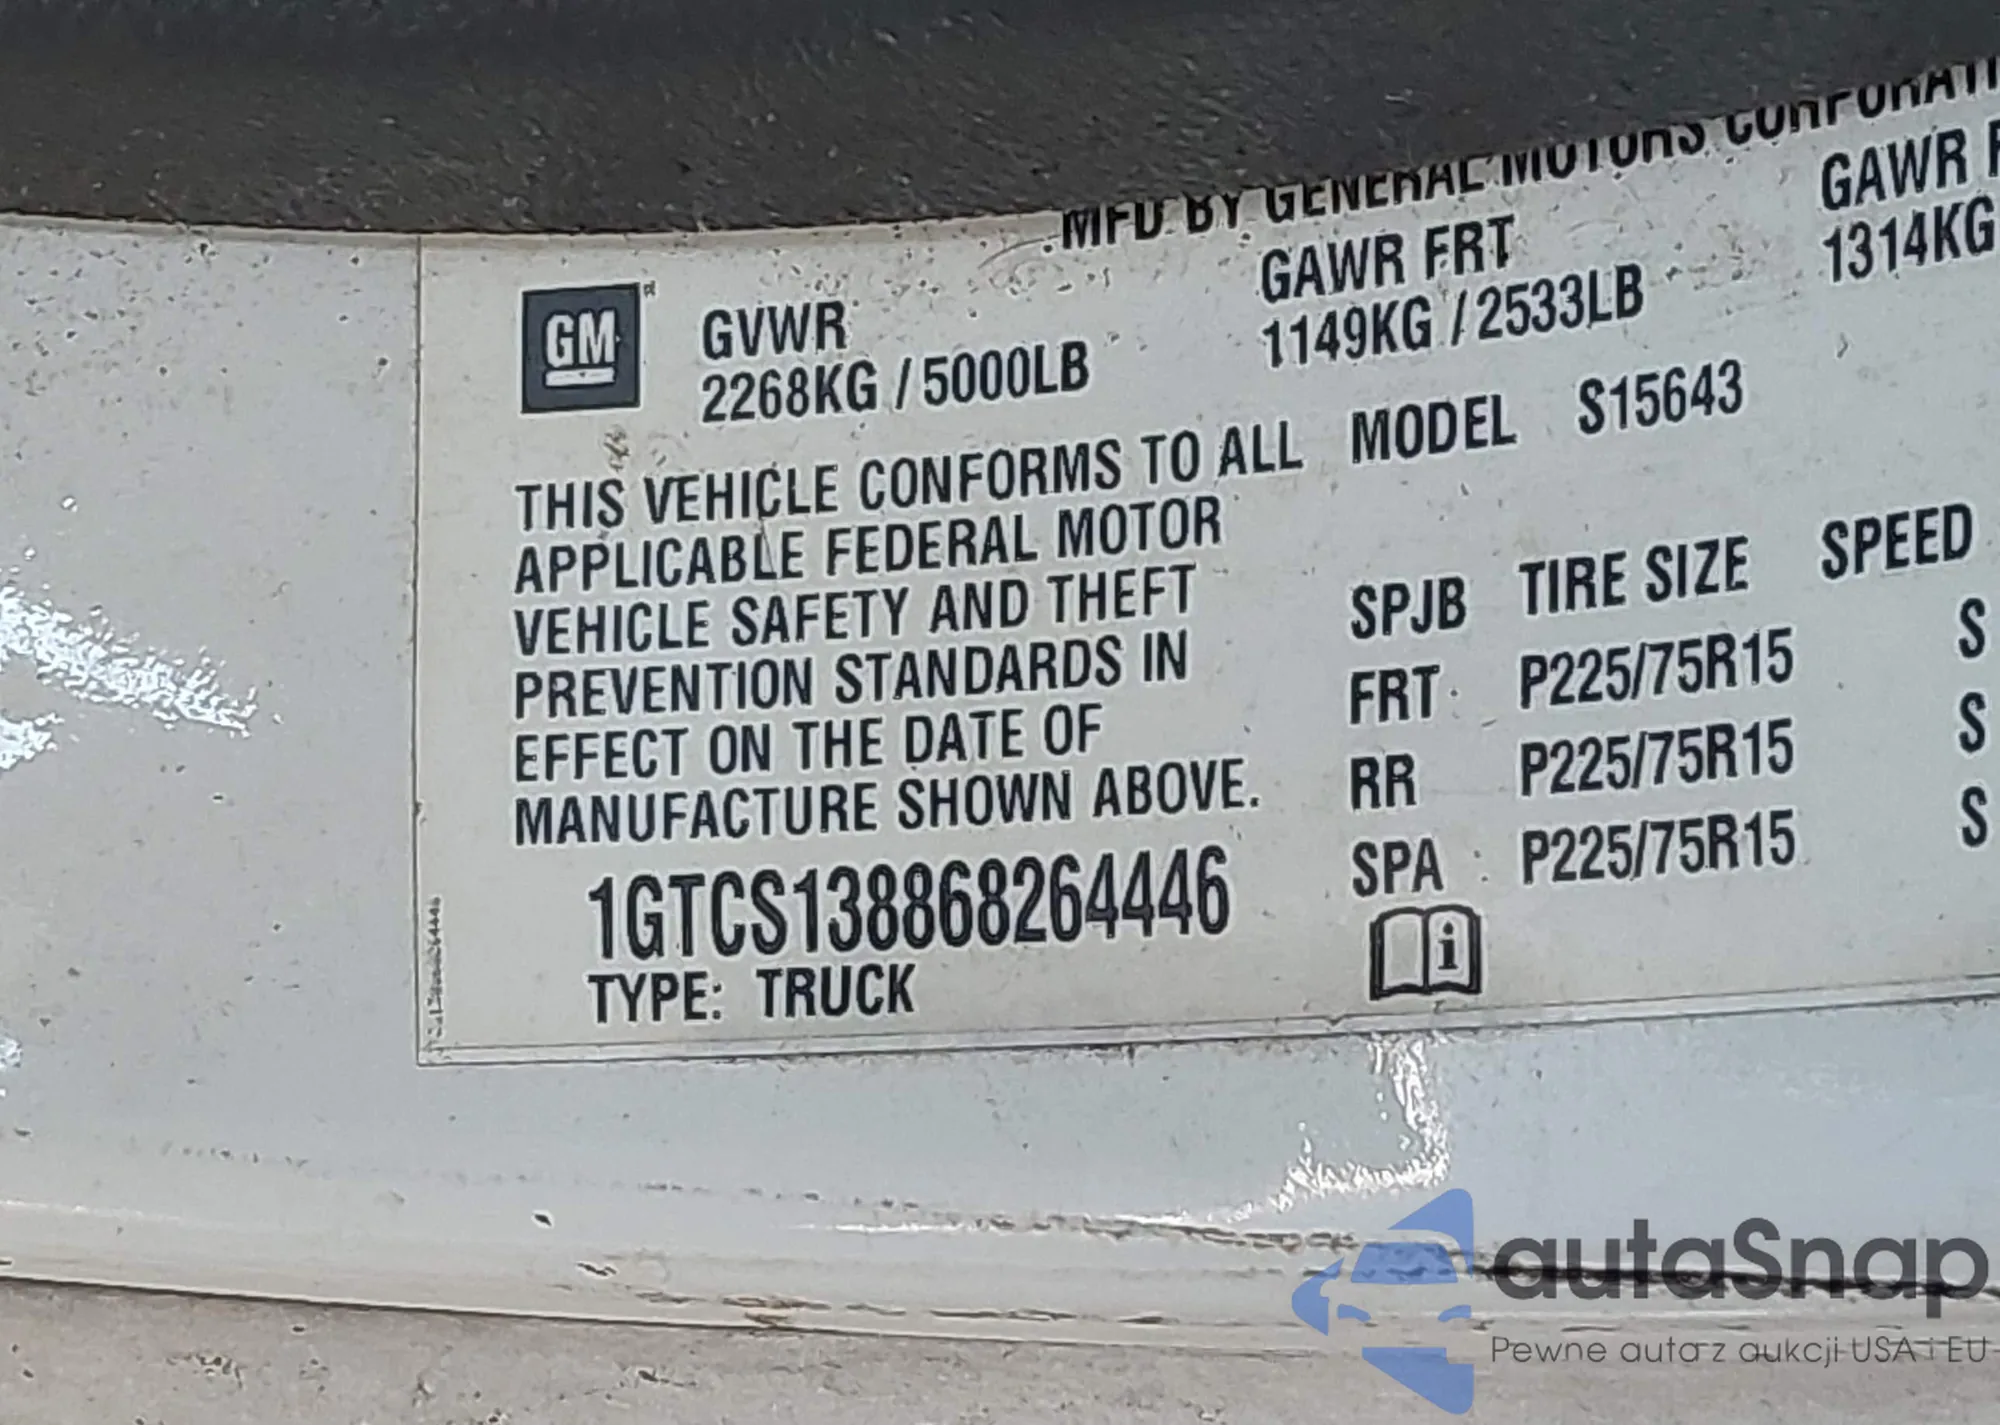 MFD BY GENERAL MOTORS CORPORATI
GM
GVWR
2268KG / 5000LB
GAWR FRT
1149KG / 2533LB
GAWR
1314KG
THIS VEHICLE CONFORMS TO ALL
APPLICABLE FEDERAL MOTOR
VEHICLE SAFETY AND THEFT
PREVENTION STANDARDS IN
EFFECT ON THE DATE OF
MANUFACTURE SHOWN ABOVE.
1GTCS138868264446
TYPE: TRUCK
MODEL S15643
SPJB TIRE SIZE SPEED
FRT P225/75R15 S
RR P225/75R15 S
SPA P225/75R15 S
i
autaSnap
Pewne auta z aukcji USA i EU